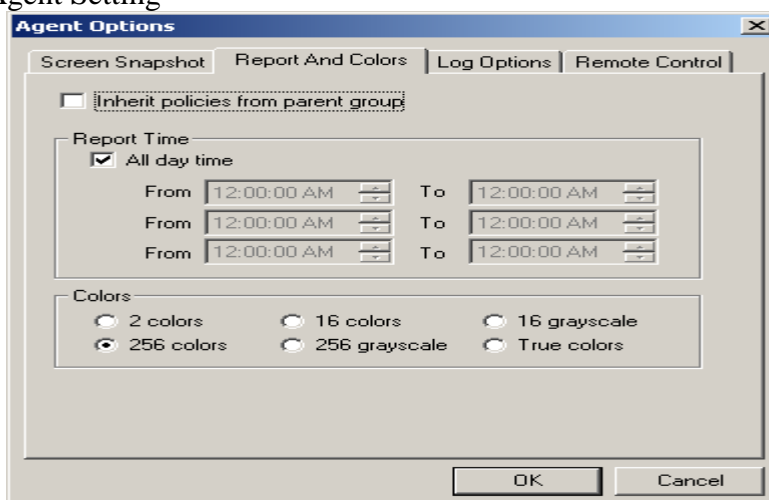 Agent Setting
Agent Options
Screen Snapshot Report And Colors Log Options Remote Control
Inherit policies from parent group
Report Time
All day time
From 12:00:00 AM To 12:00:00 AM
From 12:00:00 AM To 12:00:00 AM
From 12:00:00 AM To 12:00:00 AM
Colors
2 colors 16 colors 16 grayscale
256 colors 256 grayscale True colors
OK Cancel